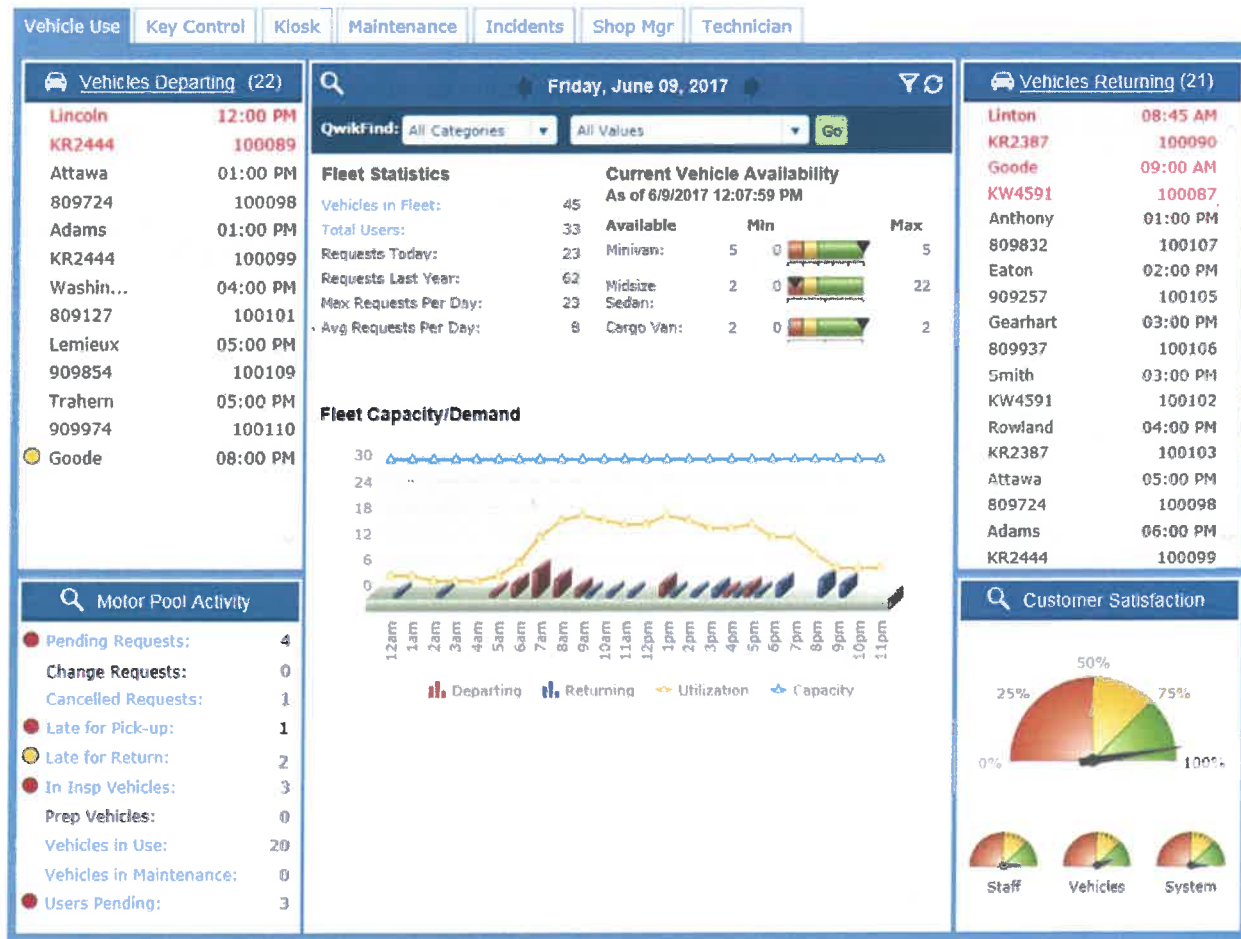 Vehicle Use Key Control Kiosk Maintenance Incidents Shop Mgr Technician
Vehicles Departing (22)
Lincoln 12:00 PM
KR2444 100089
Attawa 01:00 PM
809724 100098
Adams 01:00 PM
KR2444 100099
Washin... 04:00 PM
809127 100101
Lemieux 05:00 PM
909854 100109
Trahern 05:00 PM
909974 100110
Goode 08:00 PM
Motor Pool Activity
Pending Requests: 4
Change Requests: 0
Cancelled Requests: 1
Late for Pick-up: 1
Late for Return: 2
In Insp Vehicles: 3
Prep Vehicles: 0
Vehicles in Use: 20
Vehicles in Maintenance: 0
Users Pending: 3
Friday, June 09, 2017
QwikFind: All Categories All Values Go
Fleet Statistics
Vehicles in Fleet: 45
Total Users: 33
Requests Today: 23
Requests Last Year: 62
Max Requests Per Day: 23
Avg Requests Per Day: 8
Current Vehicle Availability
As of 6/9/2017 12:07:59 PM
Available Min Max
Minivan: 5 0 5
Midsize Sedan: 2 0 22
Cargo Van: 2 0 2
Fleet Capacity/Demand
30
24
18
12
6
0
12am 1am 2am 3am 4am 5am 6am 7am 8am 9am 10am 11am 12pm 1pm 2pm 3pm 4pm 5pm 6pm 7pm 8pm 9pm 10pm 11pm
Departing Returning Utilization Capacity
Vehicles Returning (21)
Linton 08:45 AM
KR2387 100090
Goode 09:00 AM
KW4591 100087
Anthony 01:00 PM
809832 100107
Eaton 02:00 PM
909257 100105
Gearhart 03:00 PM
809937 100106
Smith 03:00 PM
KW4591 100102
Rowland 04:00 PM
KR2387 100103
Attawa 05:00 PM
809724 100098
Adams 06:00 PM
KR2444 100099
Customer Satisfaction
50%
25% 75%
0% 100%
Staff Vehicles System